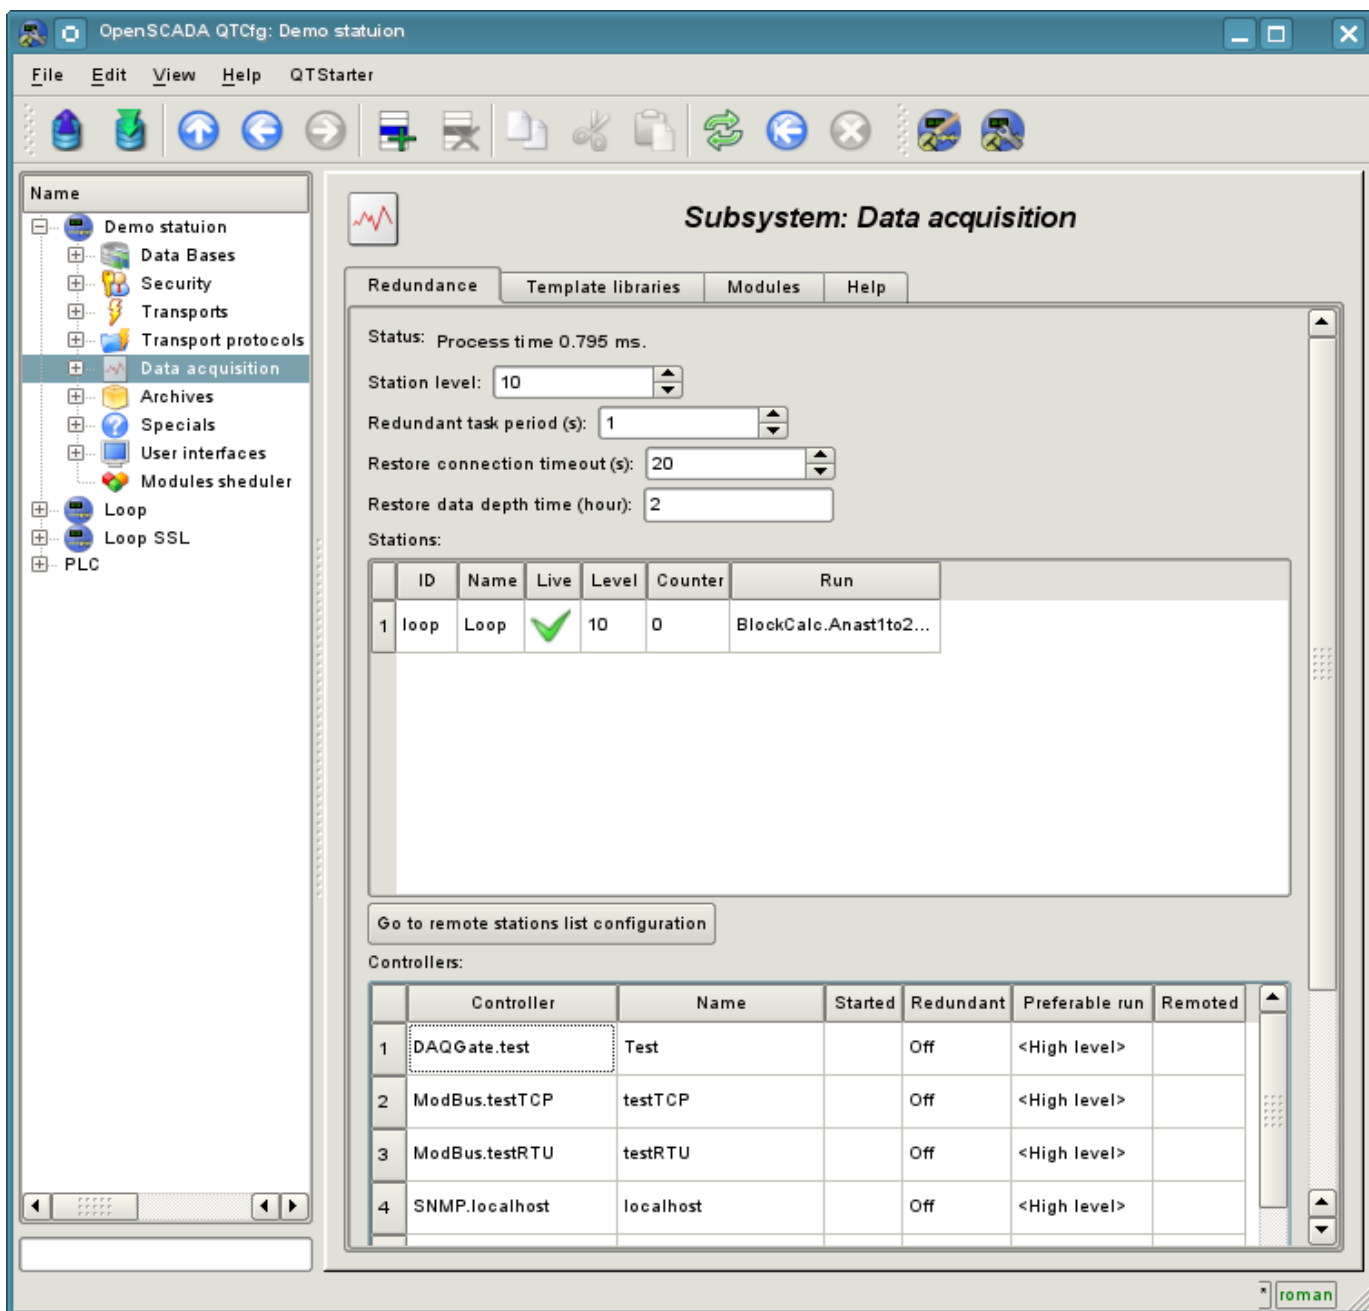 OpenSCADA QTCfg: Demo statuion
File Edit View Help QTStarter
Name
Demo statuion
Data Bases
Security
Transports
Transport protocols
Data acquisition
Archives
Specials
User interfaces
Modules sheduler
Loop
Loop SSL
PLC
Subsystem: Data acquisition
Redundance Template libraries Modules Help
Status: Process time 0.795 ms.
Station level: 10
Redundant task period (s): 1
Restore connection timeout (s): 20
Restore data depth time (hour): 2
Stations:
ID Name Live Level Counter Run
1 loop Loop 10 0 BlockCalc.Anast1to2...
Go to remote stations list configuration
Controllers:
Controller Name Started Redundant Preferable run Remoted
1 DAQGate.test Test Off <High level>
2 ModBus.testTCP testTCP Off <High level>
3 ModBus.testRTU testRTU Off <High level>
4 SNMP.localhost localhost Off <High level>
* roman